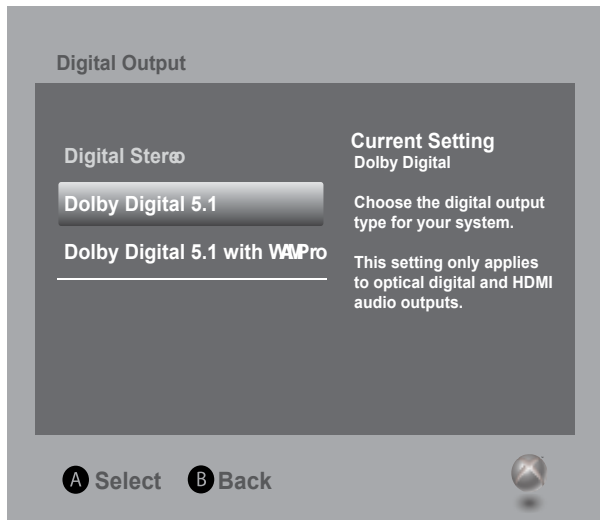 Digital Output
Digital Stereo
Dolby Digital 5.1
Dolby Digital 5.1 with WMAPro
Current Setting
Dolby Digital
Choose the digital output
type for your system.
This setting only applies
to optical digital and HDMI
audio outputs.
A Select B Back